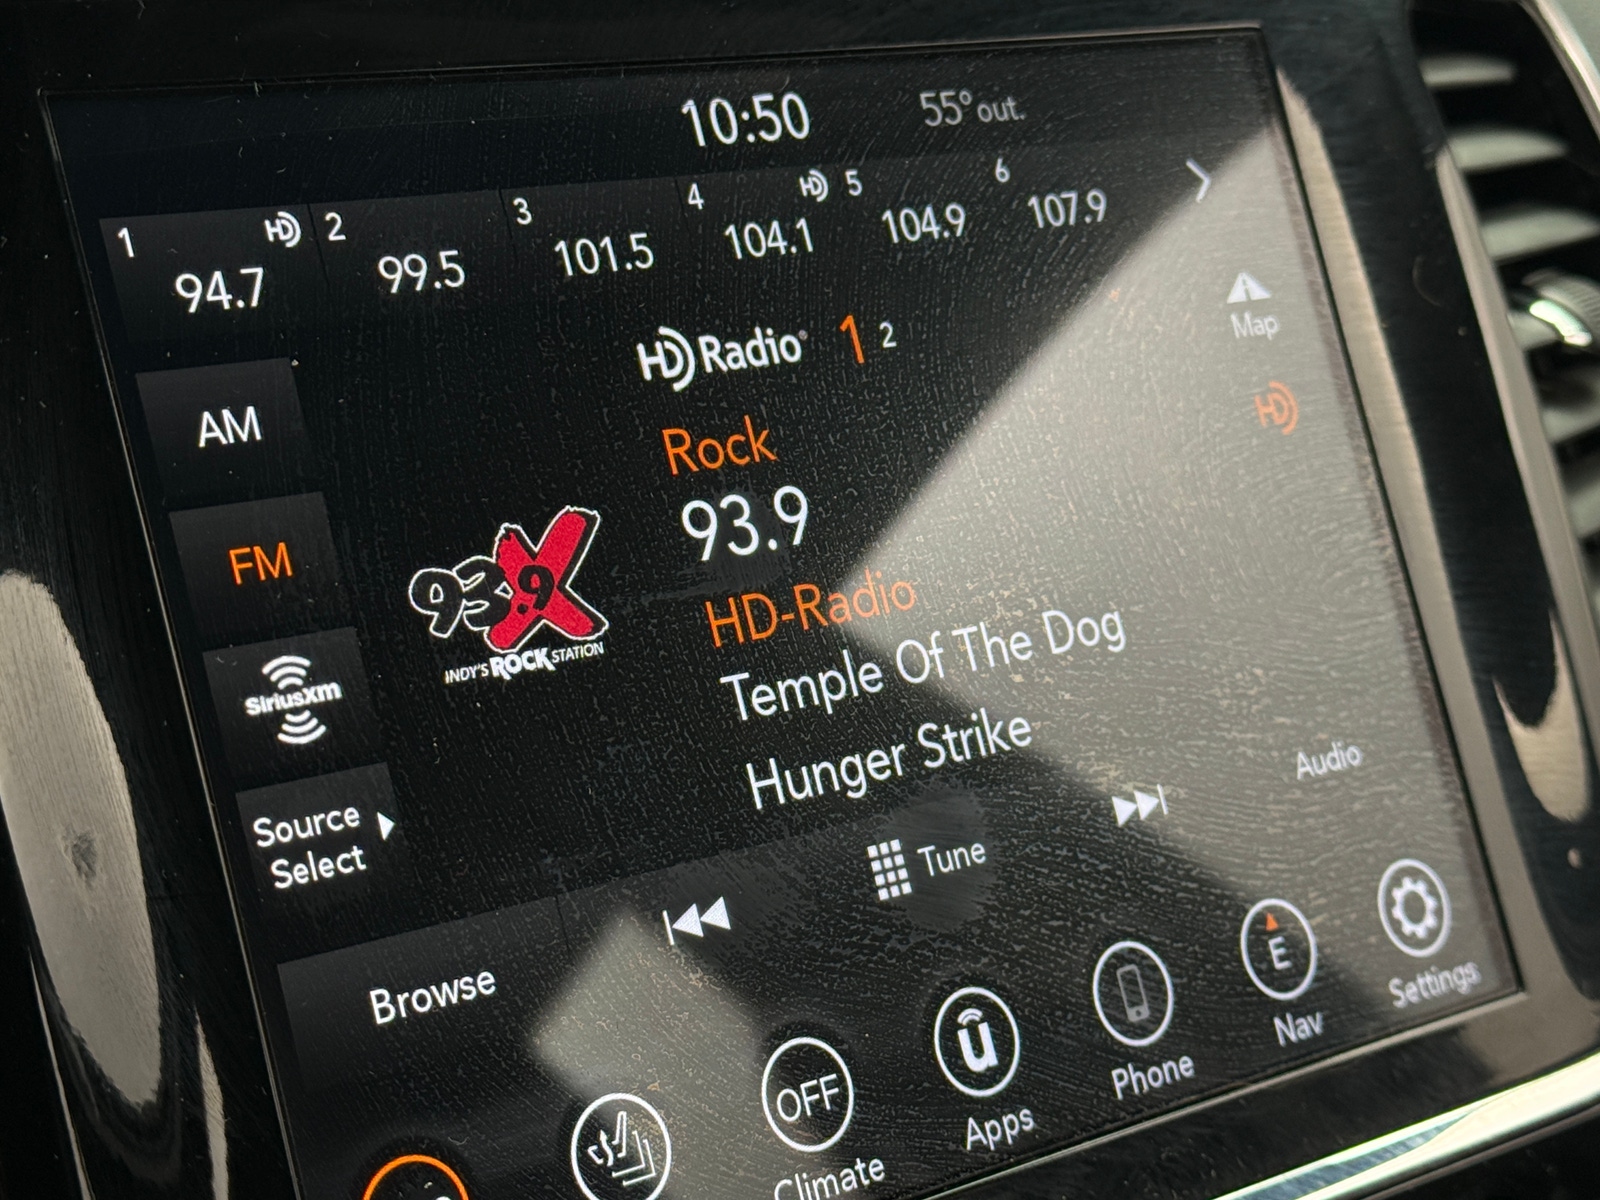 10:50 55° out.
1 HD 2 3 4 HD 5 6
94.7 99.5 101.5 104.1 104.9 107.9
HD Radio® 1 2
Map
AM
Rock
HD
93.9
FM
93.9X
INDY'S ROCK STATION
HD-Radio
Temple Of The Dog
SiriusXm
Hunger Strike
Audio
Source
Select
Tune
Browse
E
OFF
u
Settings
Nav
Phone
Apps
Climate